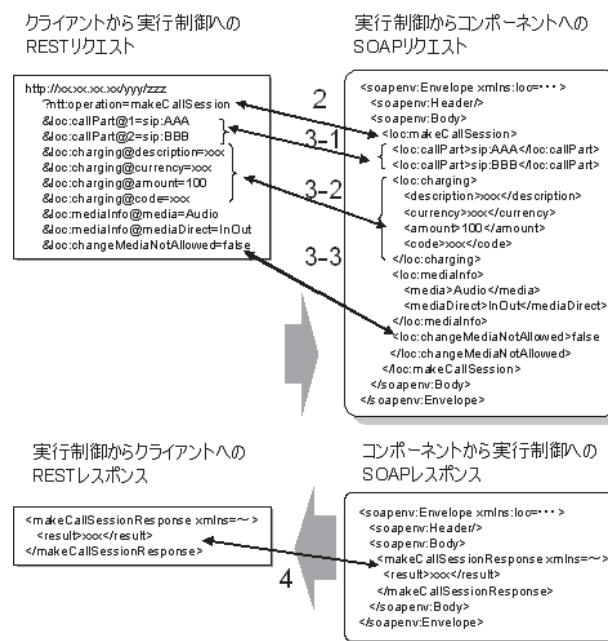 クライアントから実行制御への
RESTリクエスト
http://xx.xx.xx.xx/yyy/zzz
?ntt:operation=makeCallSession
&loc:callPart@1=sip:AAA
&loc:callPart@2=sip:BBB
&loc:charging@description=xxx
&loc:charging@currency=xxx
&loc:charging@amount=100
&loc:charging@code=xxx
&loc:mediaInfo@media=Audio
&loc:mediaInfo@mediaDirect=InOut
&loc:changeMediaNotAllowed=false
2
3-1
3-2
3-3
実行制御からコンポーネントへの
SOAPリクエスト
<soapenv:Envelope xmlns:loc=･･･>
<soapenv:Header/>
<soapenv:Body>
<loc:makeCallSession>
<loc:callPart>sip:AAA</loc:callPart>
<loc:callPart>sip:BBB</loc:callPart>
<loc:charging>
<description>xxx</description>
<currency>xxx</currency>
<amount>100</amount>
<code>xxx</code>
</loc:charging>
<loc:mediaInfo>
<media>Audio</media>
<mediaDirect>InOut</mediaDirect>
</loc:mediaInfo>
<loc:changeMediaNotAllowed>false
</loc:changeMediaNotAllowed>
</loc:makeCallSession>
</soapenv:Body>
</soapenv:Envelope>
実行制御からクライアントへの
RESTレスポンス
<makeCallSessionResponse xmlns=～>
<result>xxx</result>
</makeCallSessionResponse>
4
コンポーネントから実行制御への
SOAPレスポンス
<soapenv:Envelope xmlns:loc=･･･>
<soapenv:Header/>
<soapenv:Body>
<makeCallSessionResponse xmlns=～>
<result>xxx</result>
</makeCallSessionResponse>
</soapenv:Body>
</soapenv:Envelope>